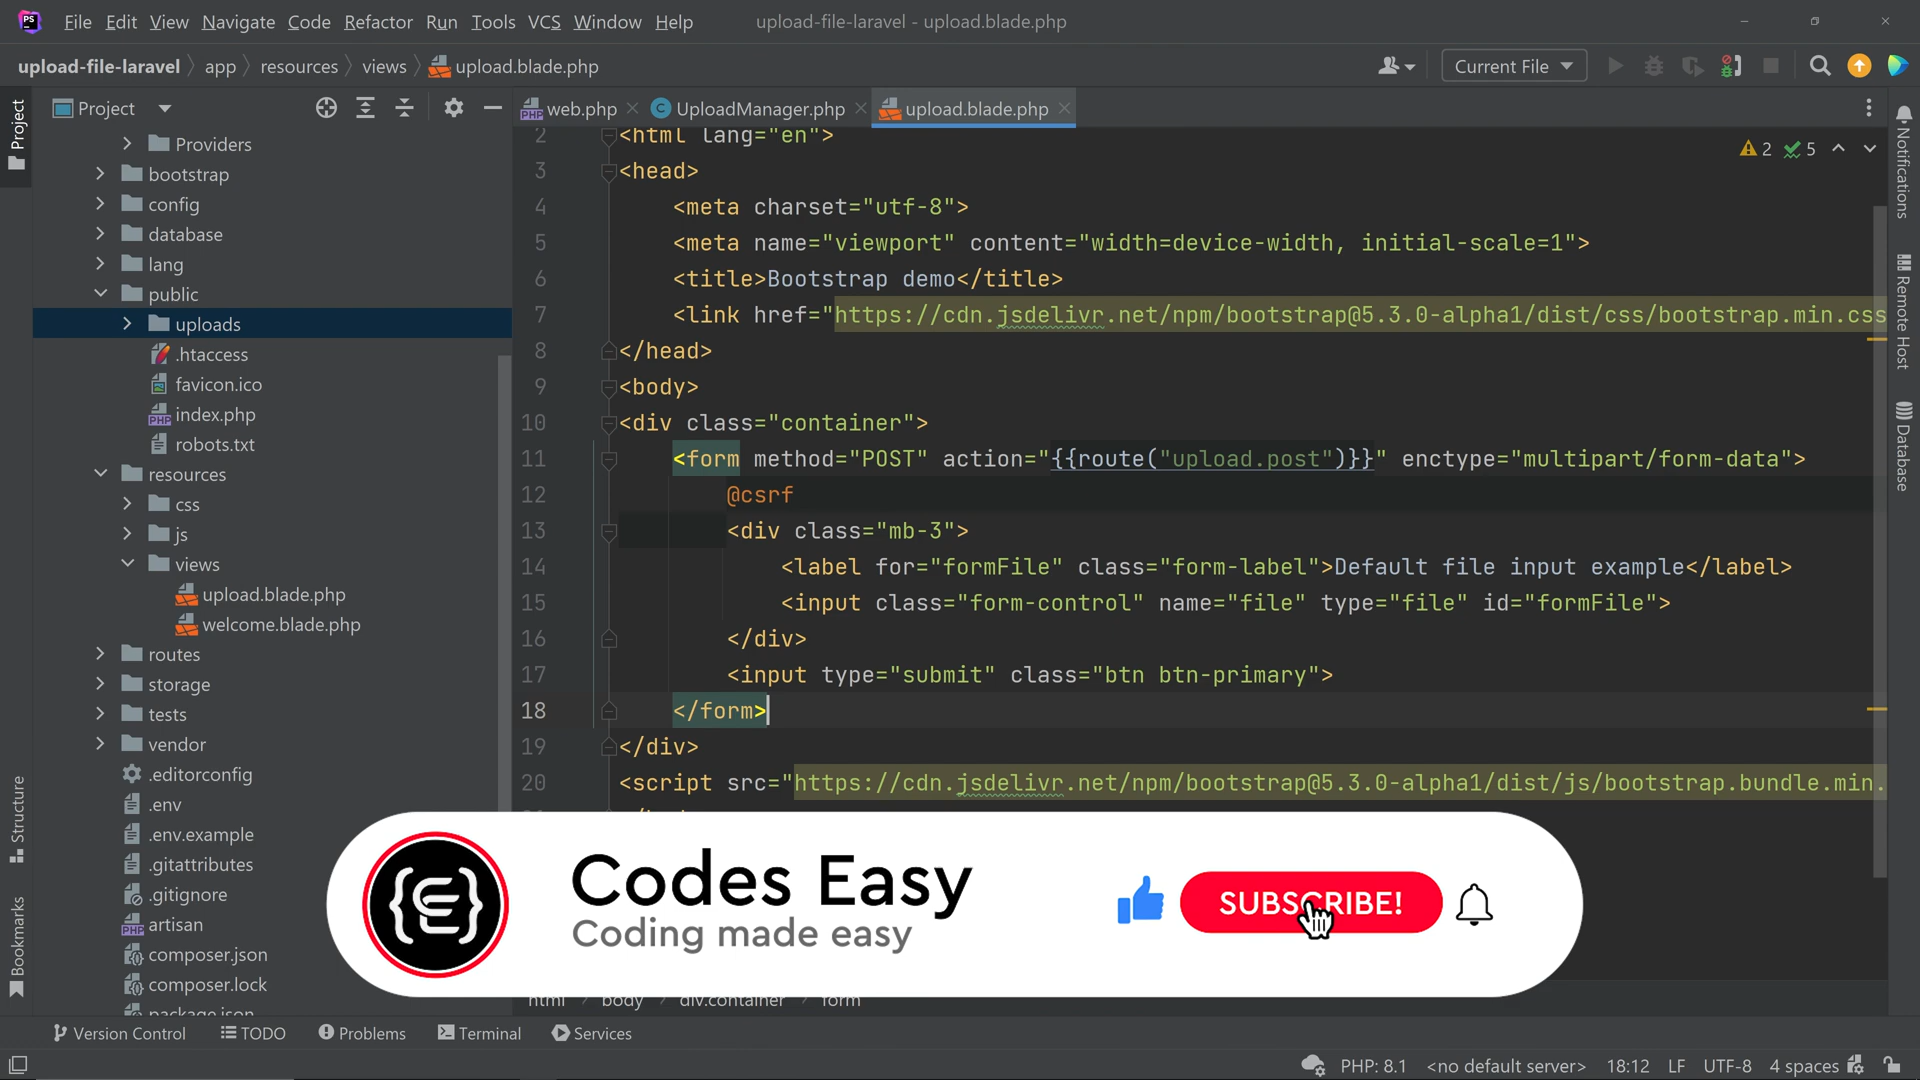 File Edit View Navigate Code Refactor Run Tools VCS Window Help upload-file-laravel - upload.blade.php
upload-file-laravel app resources views upload.blade.php Current File
Project
Project
web.php UploadManager.php upload.blade.php
Providers
bootstrap
config
database
lang
public
uploads
.htaccess
favicon.ico
index.php
robots.txt
resources
css
js
views
upload.blade.php
welcome.blade.php
routes
storage
tests
vendor
.editorconfig
.env
.env.example
.gitattributes
.gitignore
artisan
composer.json
composer.lock
package.json
2 5
2 <html lang="en">
3 <head>
4 <meta charset="utf-8">
5 <meta name="viewport" content="width=device-width, initial-scale=1">
6 <title>Bootstrap demo</title>
7 <link href="https://cdn.jsdelivr.net/npm/bootstrap@5.3.0-alpha1/dist/css/bootstrap.min.css
8 </head>
9 <body>
10 <div class="container">
11 <form method="POST" action="{{route("upload.post")}}" enctype="multipart/form-data">
12 @csrf
13 <div class="mb-3">
14 <label for="formFile" class="form-label">Default file input example</label>
15 <input class="form-control" name="file" type="file" id="formFile">
16 </div>
17 <input type="submit" class="btn btn-primary">
18 </form>
19 </div>
20 <script src="https://cdn.jsdelivr.net/npm/bootstrap@5.3.0-alpha1/dist/js/bootstrap.bundle.min.
Codes Easy
Coding made easy
SUBSCRIBE!
html body div.container form
Notifications
Remote Host
Database
Structure
Bookmarks
Version Control TODO Problems Terminal Services
PHP: 8.1 <no default server> 18:12 LF UTF-8 4 spaces